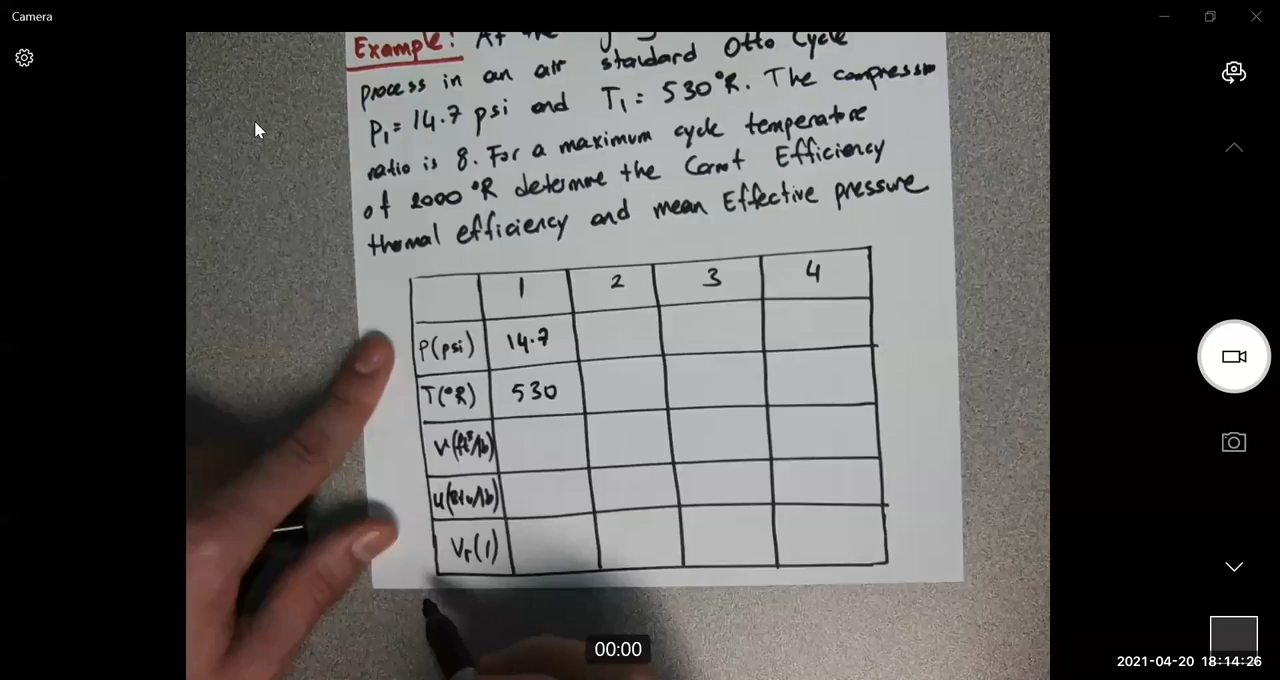 Camera
Example: At the
process in an air standard Otto Cycle
P₁= 14.7 psi and T₁= 530°R. The compression
ratio is 8. For a maximum cycle temperature
of 2000 °R determine the Carnot Efficiency
thermal efficiency and mean Effective pressure
1 2 3 4
P(psi) 14.7
T(°R) 530
v(ft³/lb)
u(Btu/lb)
Vr(1)
00:00
2021-04-20 18:14:26